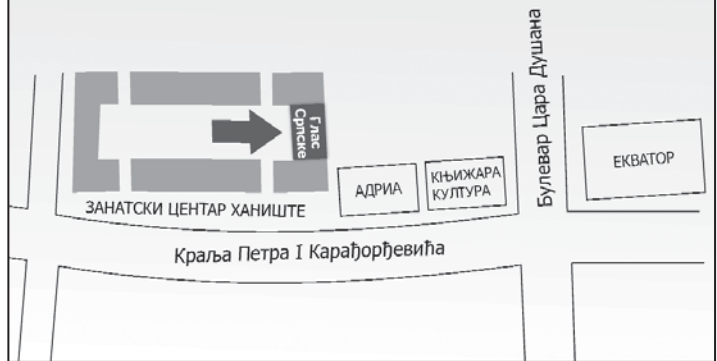 Булевар Цара Душана
Глас
Српске
ЕКВАТОР
АДРИА
КЊИЖАРА
КУЛТУРА
ЗАНАТСКИ ЦЕНТАР ХАНИШТЕ
Краља Петра I Карађорђевића